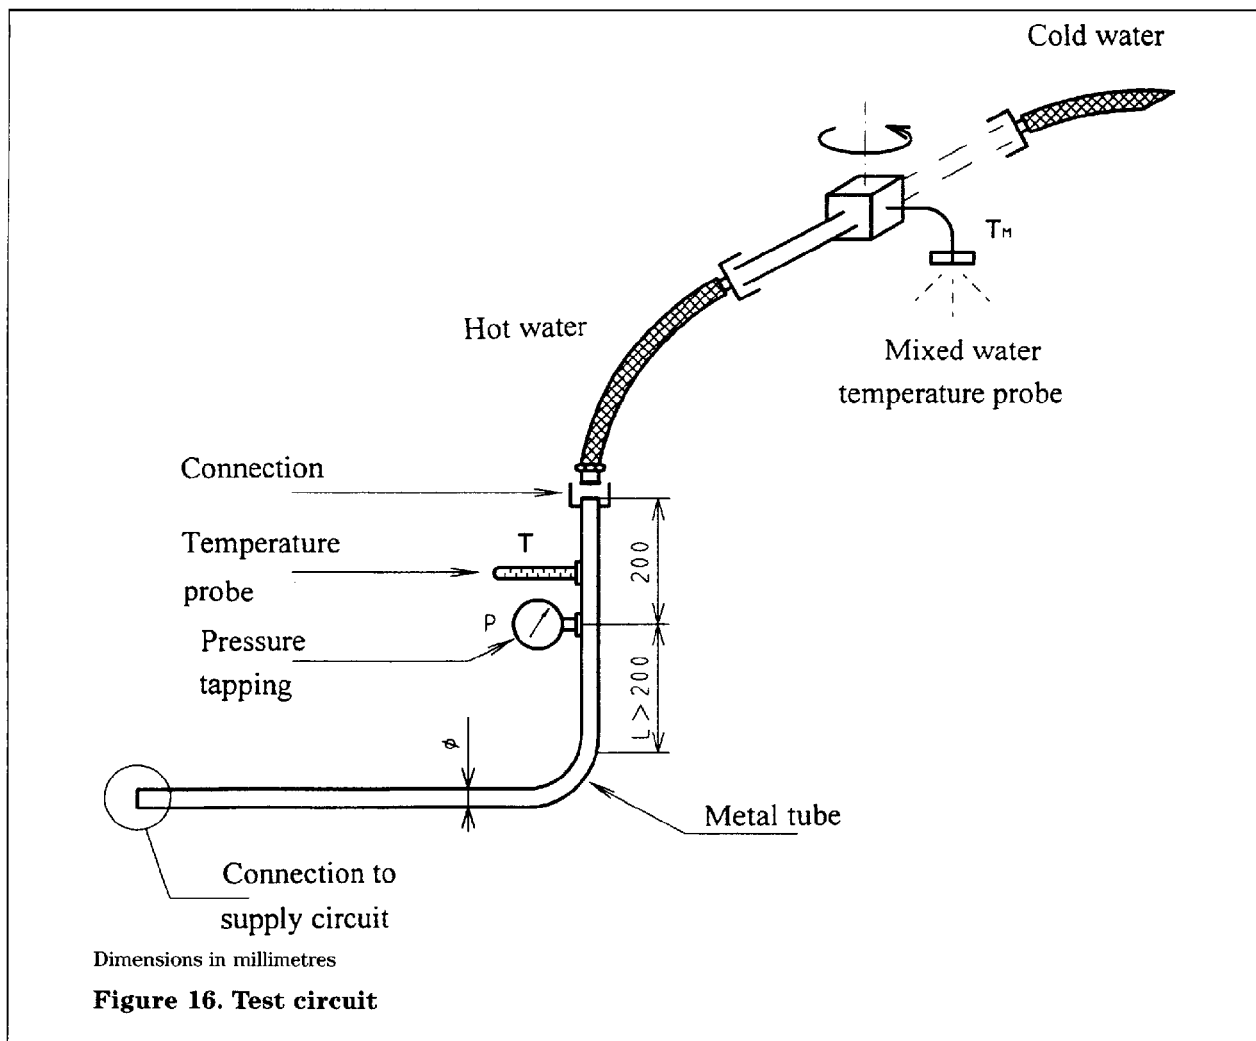 Cold water
T M
Hot water
Mixed water
temperature probe
Connection
Temperature
probe
T
200
P
Pressure
tapping
L > 200
ø
Metal tube
Connection to
supply circuit
Dimensions in millimetres
Figure 16. Test circuit